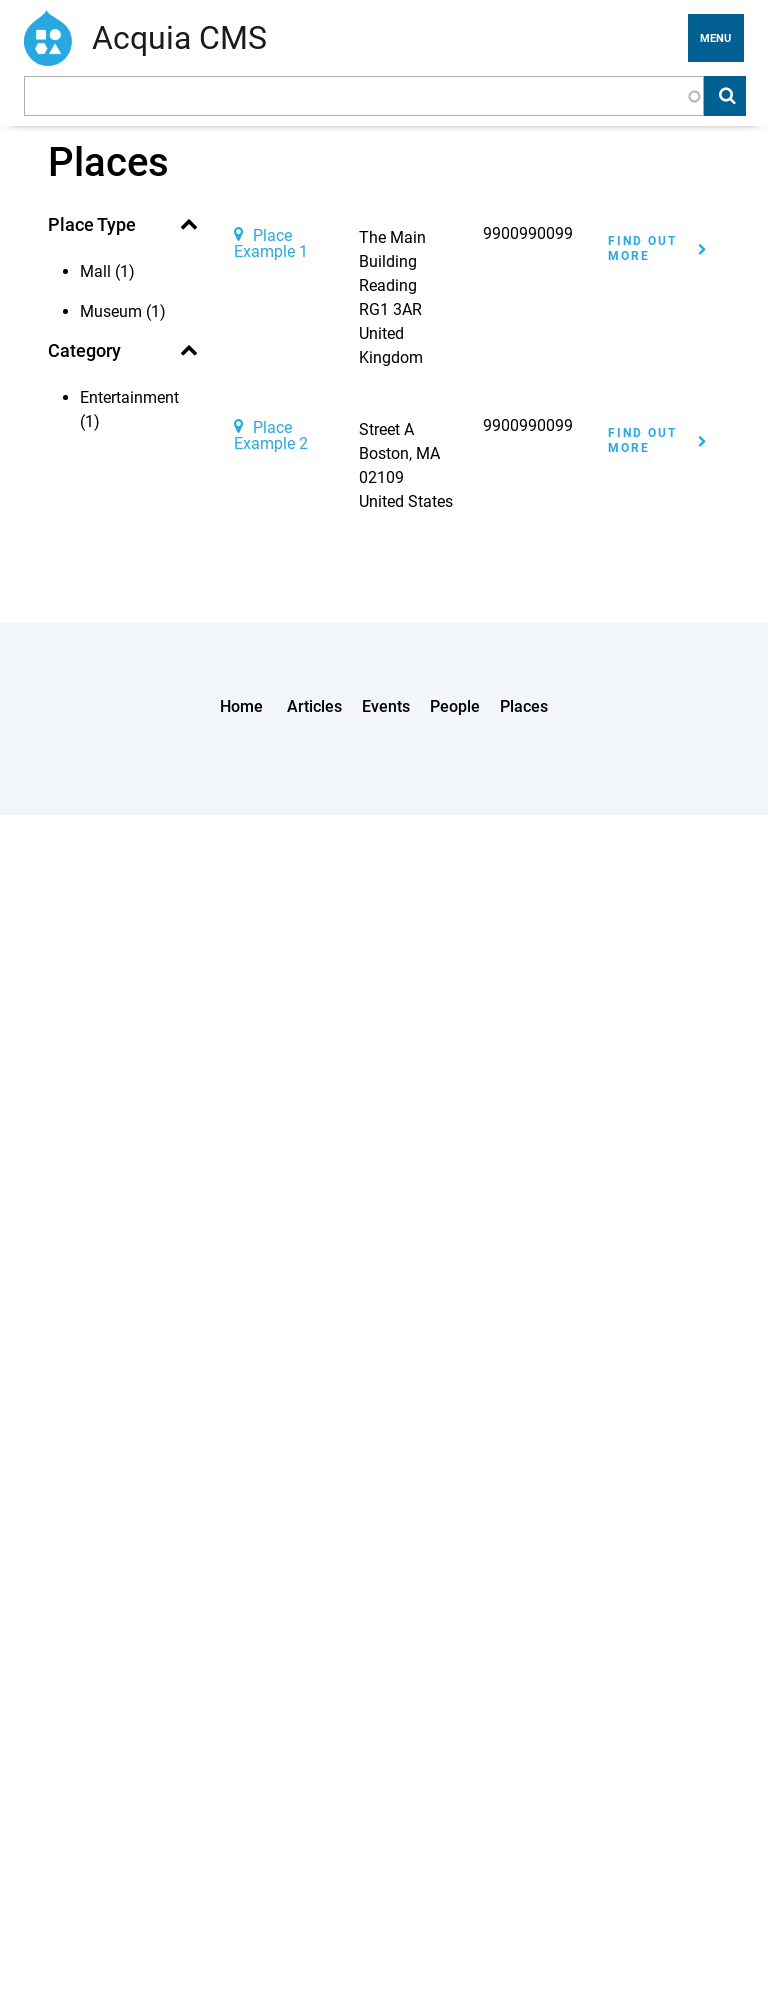 Acquia CMS
MENU
Places
Place Type
Mall (1)
Museum (1)
Category
Entertainment
(1)
Place
Example 1
The Main
Building
Reading
RG1 3AR
United
Kingdom
9900990099
FIND OUT
MORE
Place
Example 2
Street A
Boston, MA
02109
United States
9900990099
FIND OUT
MORE
Home Articles Events People Places